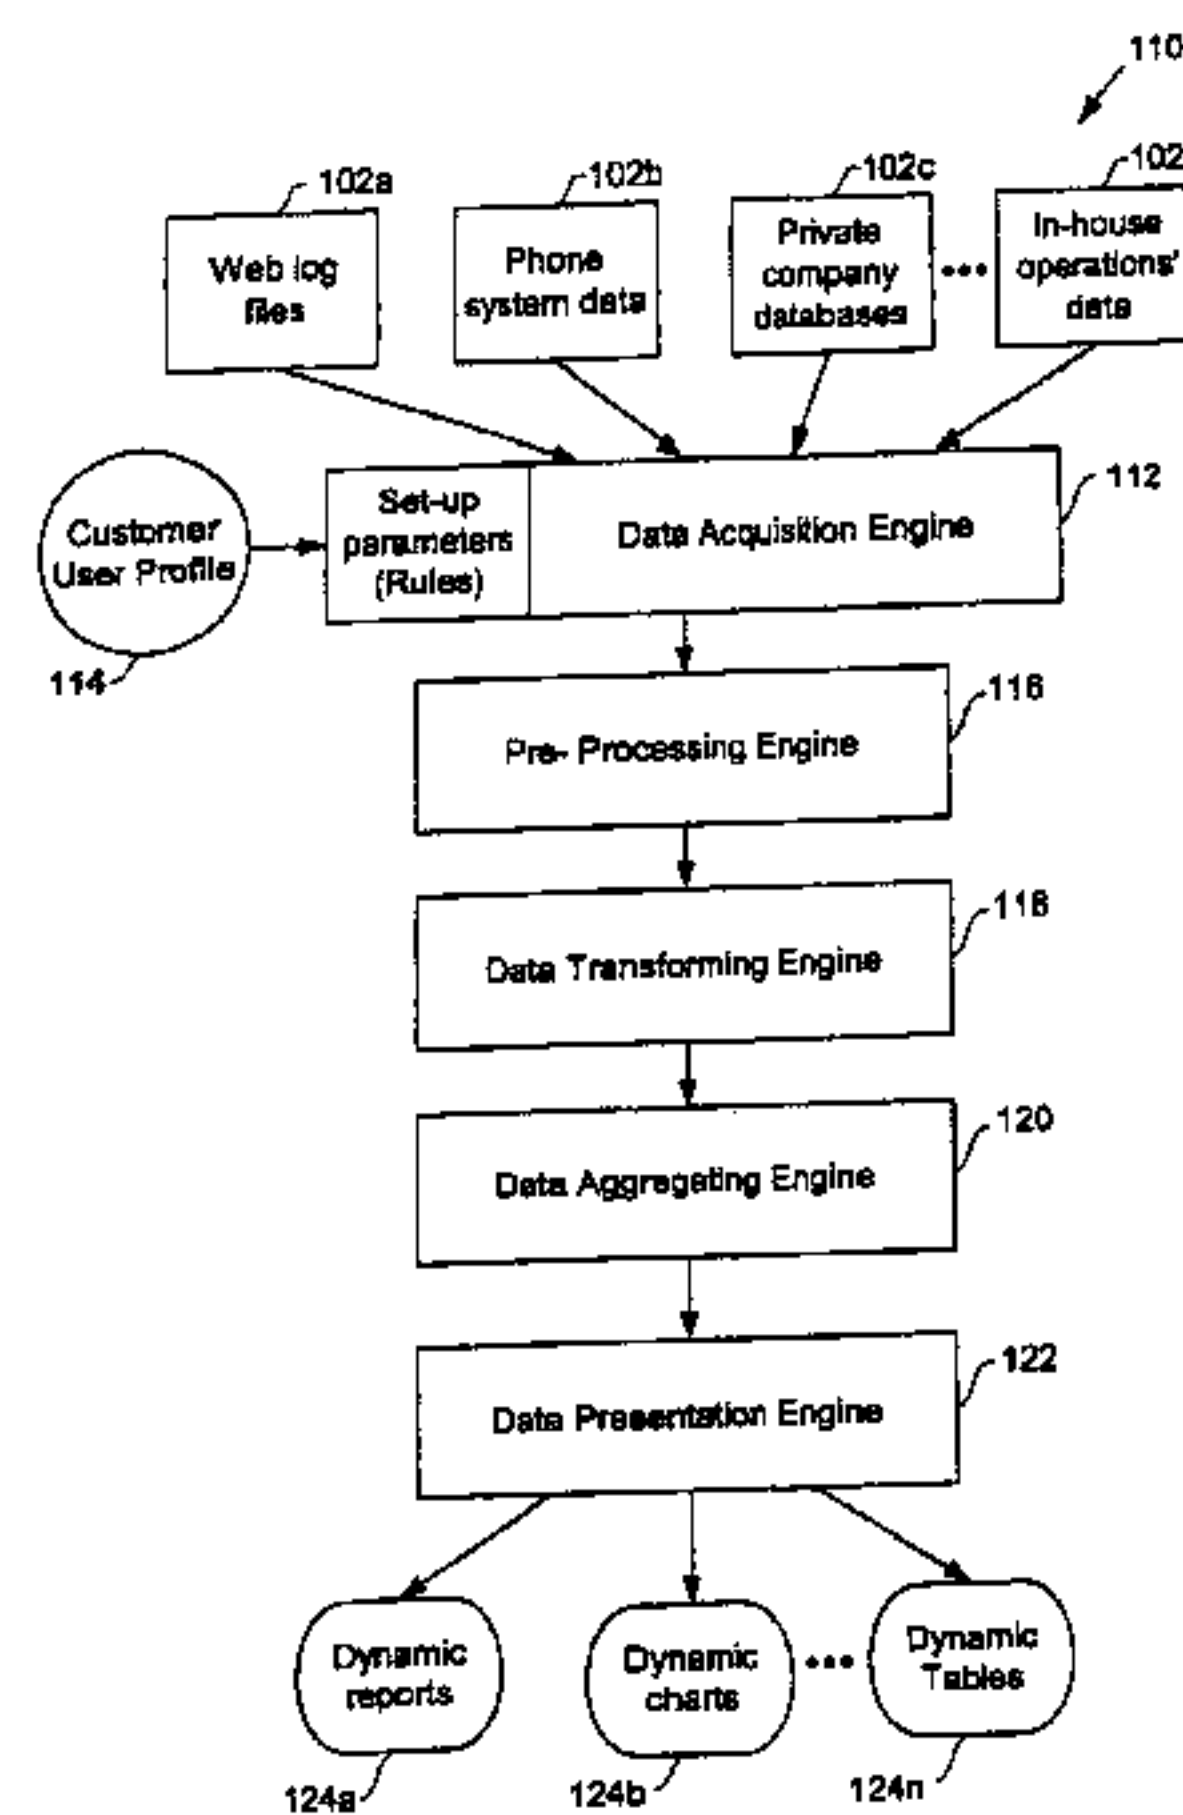 110
102a
102b
102c
102
Web log
files
Phone
system data
Private
company
databases
•••
In-house
operations'
data
Customer
User Profile
114
Set-up
parameters
(Rules)
Data Acquisition Engine
112
Pre- Processing Engine
116
Data Transforming Engine
118
Data Aggregating Engine
120
Data Presentation Engine
122
Dynamic
reports
Dynamic
charts
•••
Dynamic
Tables
124a
124b
124n